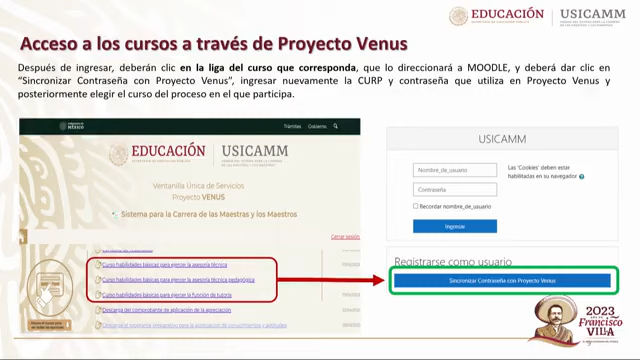 EDUCACIÓN
USICAMM
Acceso a los cursos a través de Proyecto Venus
Después de ingresar, deberán clic en la liga del curso que corresponda, que lo direccionará a MOODLE, y deberá dar clic en
"Sincronizar Contraseña con Proyecto Venus", ingresar nuevamente la CURP y contraseña que utiliza en Proyecto Venus y
posteriormente elegir el curso del proceso en el que participa.
MÉXICO
Trámites Gobierno
EDUCACIÓN
USICAMM
Ventanilla Única de Servicios
Proyecto VENUS
Sistema para la Carrera de las Maestras y los Maestros
Cerrar sesión
Curso habilidades básicas para ejercer la asesoría técnica
Curso habilidades básicas para ejercer la asesoría técnica pedagógica
Curso habilidades básicas para ejercer la función de tutoría
Descarga del comprobante de aplicación de la apreciación
USICAMM
Nombre_de_usuario
Contraseña
Recordar nombre_de_usuario
Ingresar
Las 'Cookies' deben estar
habilitadas en su navegador
Registrarse como usuario
Sincronizar Contraseña con Proyecto Venus
2023
Francisco
VILLA